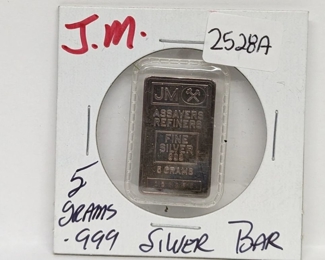 J.M.
2528A
JM
ASSAYERS
REFINERS
FINE
SILVER
999
5 GRAMS
5
GRAMS
.999 SILVER BAR